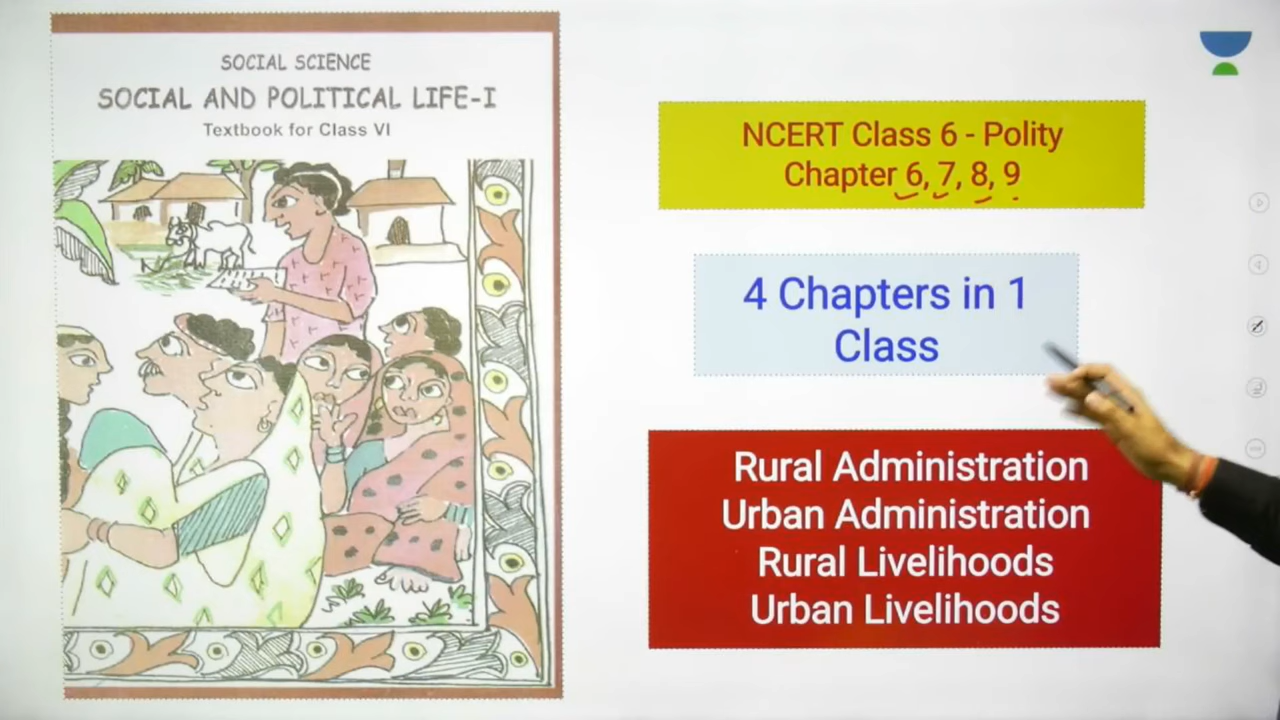 SOCIAL SCIENCE
SOCIAL AND POLITICAL LIFE-I
Textbook for Class VI
NCERT Class 6 - Polity
Chapter 6, 7, 8, 9
4 Chapters in 1
Class
Rural Administration
Urban Administration
Rural Livelihoods
Urban Livelihoods